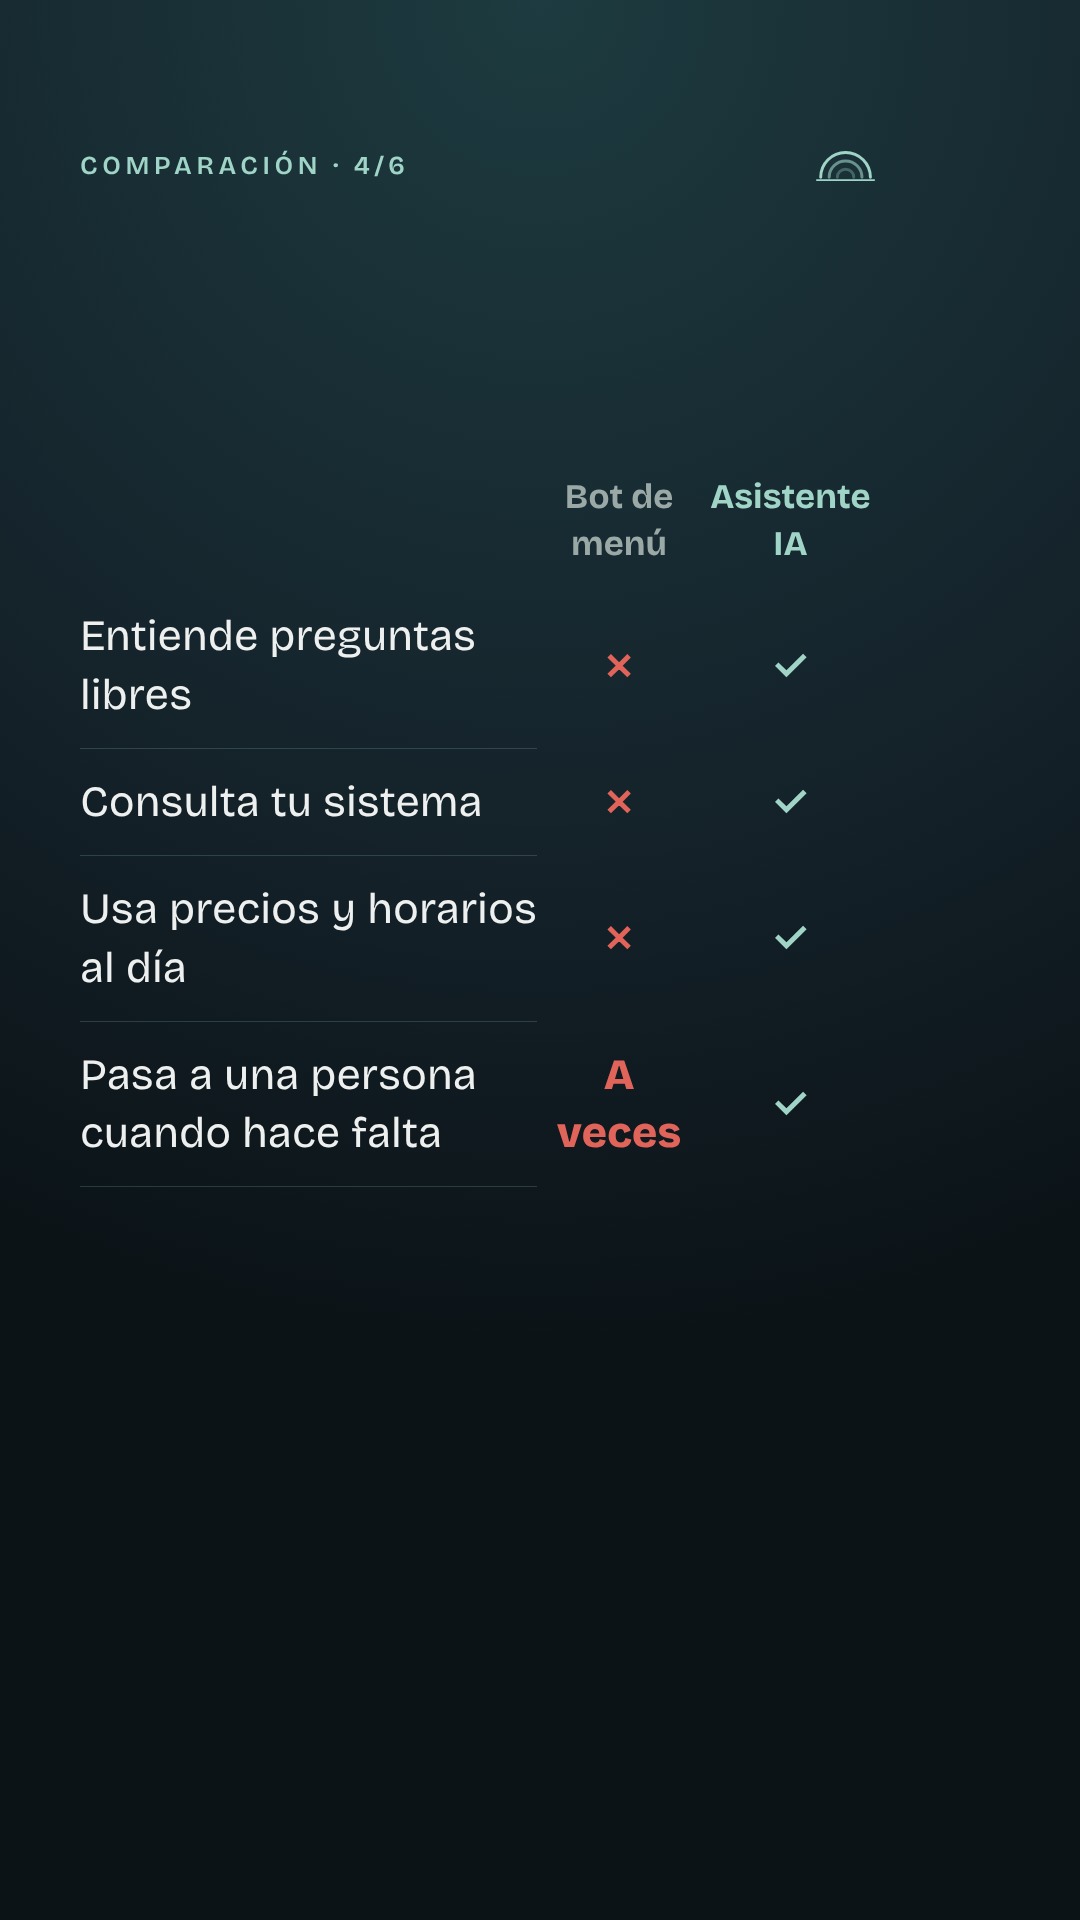 COMPARACIÓN · 4/6
Bot de Asistente
menú IA
Entiende preguntas
libres
✕ ✓
Consulta tu sistema ✕ ✓
Usa precios y horarios
al día
✕ ✓
Pasa a una persona
cuando hace falta
A
veces
✓